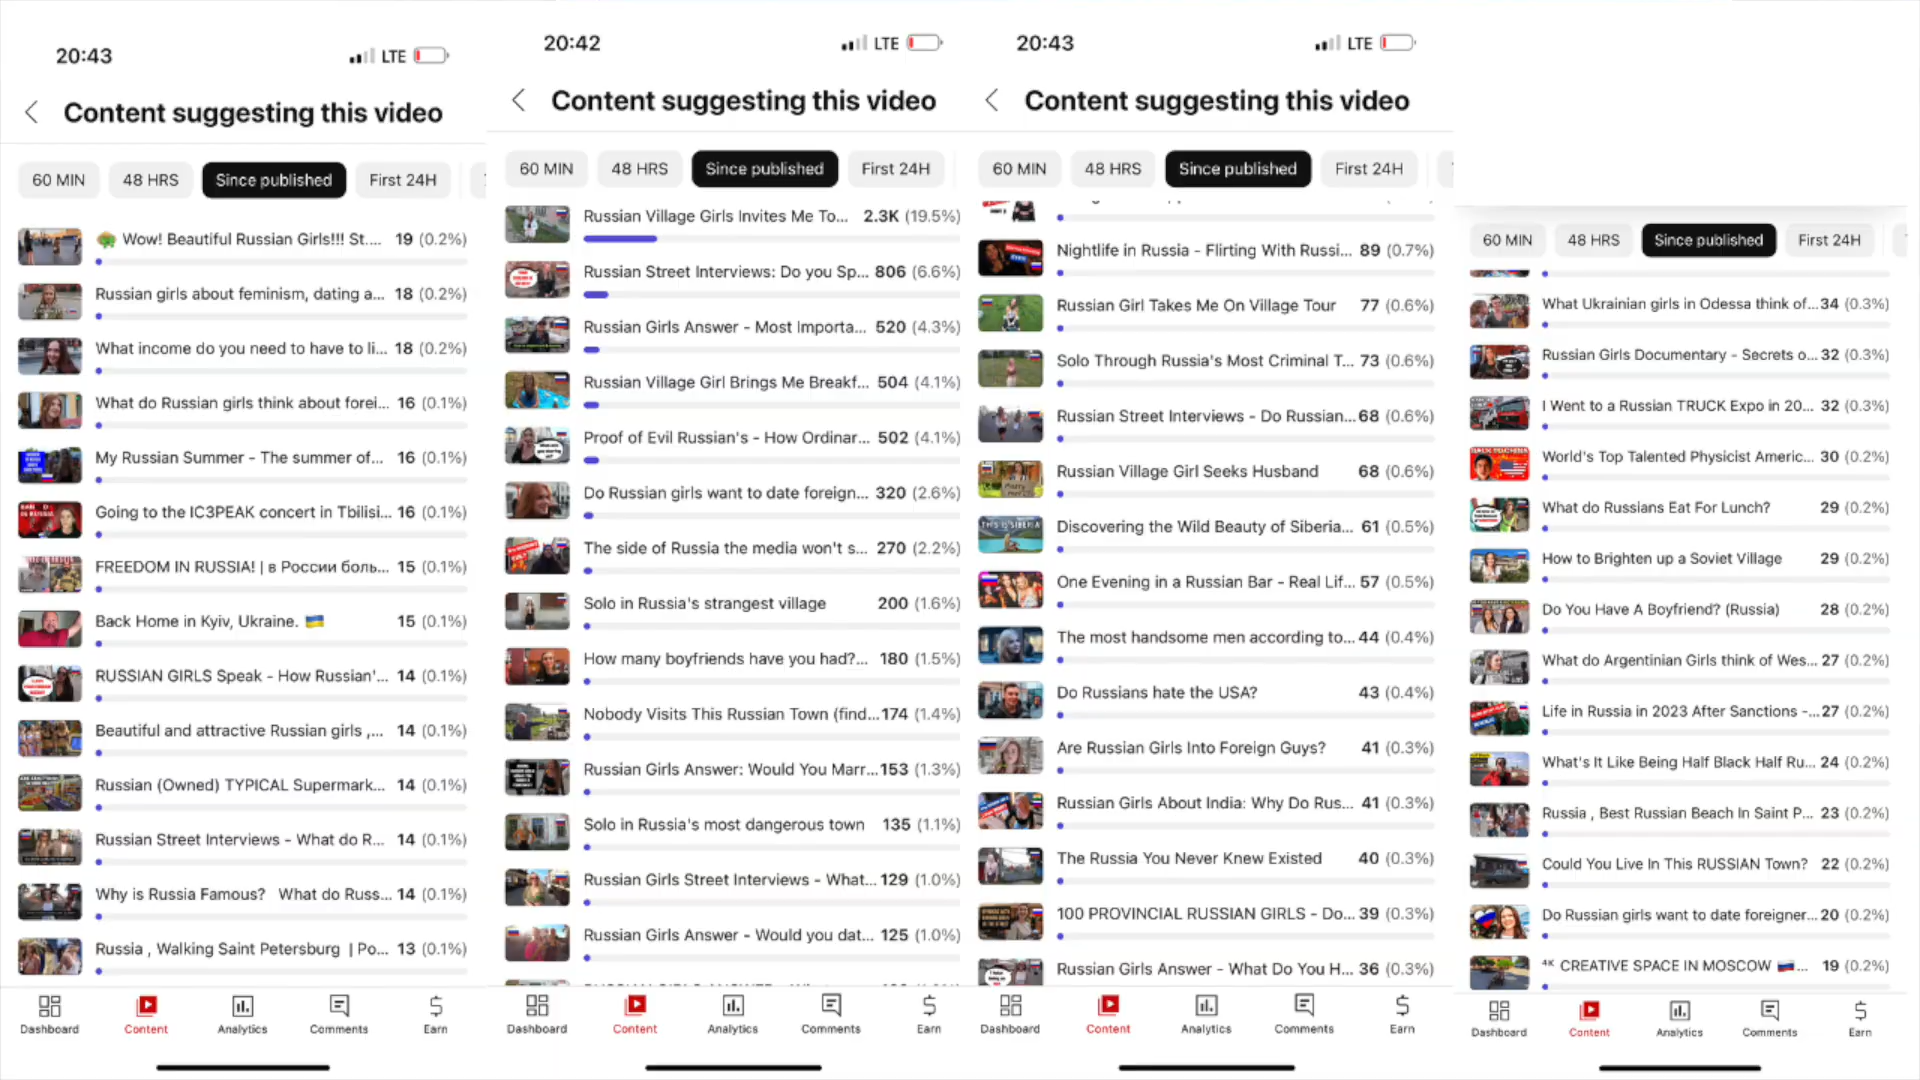 20:43
LTE
Content suggesting this video
60 MIN
48 HRS
Since published
First 24H
Wow! Beautiful Russian Girls!!! St.... 19 (0.2%)
Russian girls about feminism, dating a... 18 (0.2%)
What income do you need to have to li... 18 (0.2%)
What do Russian girls think about forei... 16 (0.1%)
My Russian Summer - The summer of... 16 (0.1%)
Going to the IC3PEAK concert in Tbilisi... 16 (0.1%)
FREEDOM IN RUSSIA! | в России боль... 15 (0.1%)
Back Home in Kyiv, Ukraine. 🇺🇦 15 (0.1%)
RUSSIAN GIRLS Speak - How Russian'... 14 (0.1%)
Beautiful and attractive Russian girls ,... 14 (0.1%)
Russian (Owned) TYPICAL Supermark... 14 (0.1%)
Russian Street Interviews - What do R... 14 (0.1%)
Why is Russia Famous? What do Russ... 14 (0.1%)
Russia , Walking Saint Petersburg | Po... 13 (0.1%)
Dashboard
Content
Analytics
Comments
Earn
20:42
LTE
Content suggesting this video
60 MIN
48 HRS
Since published
First 24H
Russian Village Girls Invites Me To... 2.3K (19.5%)
Russian Street Interviews: Do you Sp... 806 (6.6%)
Russian Girls Answer - Most Importa... 520 (4.3%)
Russian Village Girl Brings Me Breakf... 504 (4.1%)
Proof of Evil Russian's - How Ordinar... 502 (4.1%)
Do Russian girls want to date foreign... 320 (2.6%)
The side of Russia the media won't s... 270 (2.2%)
Solo in Russia's strangest village 200 (1.6%)
How many boyfriends have you had?... 180 (1.5%)
Nobody Visits This Russian Town (find... 174 (1.4%)
Russian Girls Answer: Would You Marr... 153 (1.3%)
Solo in Russia's most dangerous town 135 (1.1%)
Russian Girls Street Interviews - What... 129 (1.0%)
Russian Girls Answer - Would you dat... 125 (1.0%)
Dashboard
Content
Analytics
Comments
Earn
20:43
LTE
Content suggesting this video
60 MIN
48 HRS
Since published
First 24H
Nightlife in Russia - Flirting With Russi... 89 (0.7%)
Russian Girl Takes Me On Village Tour 77 (0.6%)
Solo Through Russia's Most Criminal T... 73 (0.6%)
Russian Street Interviews - Do Russian... 68 (0.6%)
Russian Village Girl Seeks Husband 68 (0.6%)
THIS IS SIBERIA
Discovering the Wild Beauty of Siberia... 61 (0.5%)
One Evening in a Russian Bar - Real Lif... 57 (0.5%)
The most handsome men according to... 44 (0.4%)
Do Russians hate the USA? 43 (0.4%)
Are Russian Girls Into Foreign Guys? 41 (0.3%)
Russian Girls About India: Why Do Rus... 41 (0.3%)
The Russia You Never Knew Existed 40 (0.3%)
100 PROVINCIAL RUSSIAN GIRLS - Do... 39 (0.3%)
Russian Girls Answer - What Do You H... 36 (0.3%)
Dashboard
Content
Analytics
Comments
Earn
60 MIN
48 HRS
Since published
First 24H
What Ukrainian girls in Odessa think of... 34 (0.3%)
Russian Girls Documentary - Secrets o... 32 (0.3%)
I Went to a Russian TRUCK Expo in 20... 32 (0.3%)
World's Top Talented Physicist Americ... 30 (0.2%)
What do Russians Eat For Lunch? 29 (0.2%)
How to Brighten up a Soviet Village 29 (0.2%)
Do You Have A Boyfriend? (Russia) 28 (0.2%)
What do Argentinian Girls think of Wes... 27 (0.2%)
Life in Russia in 2023 After Sanctions -... 27 (0.2%)
What's It Like Being Half Black Half Ru... 24 (0.2%)
Russia , Best Russian Beach In Saint P... 23 (0.2%)
Could You Live In This RUSSIAN Town? 22 (0.2%)
Do Russian girls want to date foreigner... 20 (0.2%)
4K CREATIVE SPACE IN MOSCOW 🇷🇺... 19 (0.2%)
Dashboard
Content
Analytics
Comments
Earn